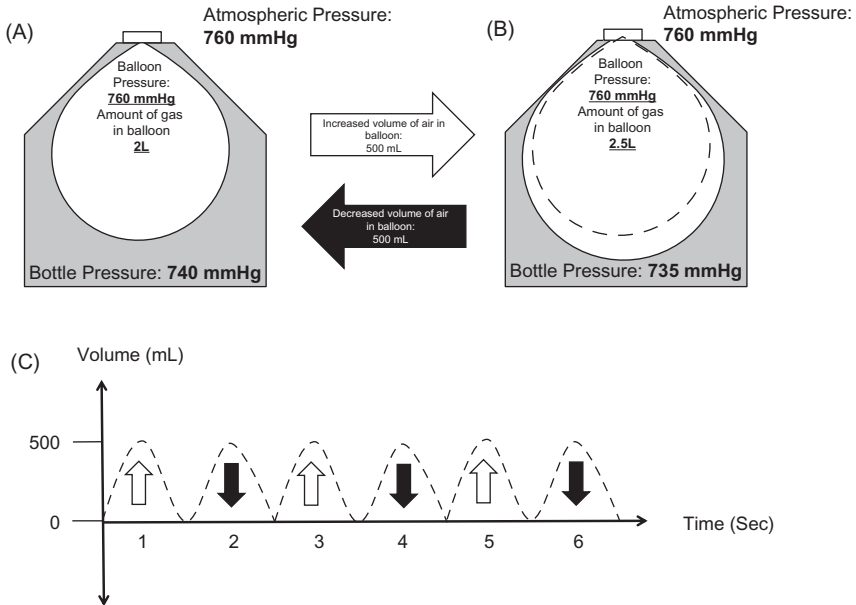 (A)
Atmospheric Pressure:
760 mmHg
Balloon
Pressure:
760 mmHg
Amount of gas
in balloon
2L
Bottle Pressure: 740 mmHg
Increased volume of air in
balloon:
500 mL
Decreased volume of air
in balloon:
500 mL
(B)
Atmospheric Pressure:
760 mmHg
Balloon
Pressure:
760 mmHg
Amount of gas
in balloon
2.5L
Bottle Pressure: 735 mmHg
(C)
Volume (mL)
500
0
1 2 3 4 5 6
Time (Sec)